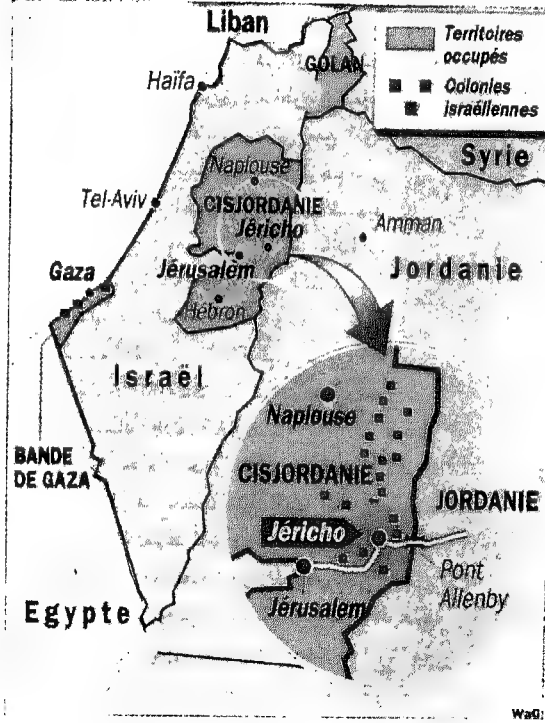 Liban
GOLAN
Territoires
occupés
Colonies
Israéliennes
Haïfa
Syrie
Naplouse
Tel-Aviv
CISJORDANIE
Jéricho
Amman
Jérusalem
Jordanie
Gaza
Hébron
Israël
Naplouse
BANDE
DE GAZA
CISJORDANIE
JORDANIE
Jéricho
Pont
Allenby
Jérusalem
Egypte